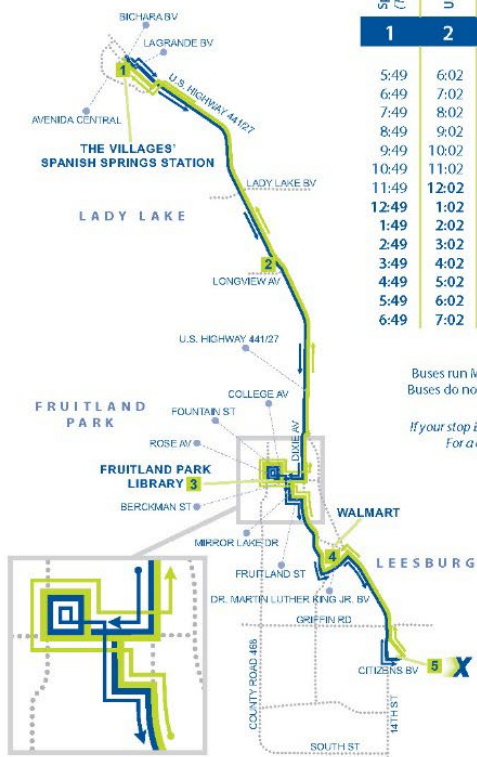 BICHARA BV
LAGRANDE BV
1
U.S. HIGHWAY 441/27
AVENIDA CENTRAL
THE VILLAGES'
SPANISH SPRINGS STATION
LADY LAKE BV
LADY LAKE
2
LONGVIEW AV
U.S. HIGHWAY 441/27
COLLEGE AV
FRUITLAND
PARK
FOUNTAIN ST
DIXIE AV
ROSE AV
FRUITLAND PARK
LIBRARY 3
BERCKMAN ST
WALMART
MIRROR LAKE DR
4
LEESBURG
FRUITLAND ST
DR. MARTIN LUTHER KING JR. BV
GRIFFIN RD
CITIZENS BV
5 X
COUNTY ROAD 466
14TH ST
SOUTH ST
1 2
5:49 6:02
6:49 7:02
7:49 8:02
8:49 9:02
9:49 10:02
10:49 11:02
11:49 12:02
12:49 1:02
1:49 2:02
2:49 3:02
3:49 4:02
4:49 5:02
5:49 6:02
6:49 7:02
Buses run
Buses do
If your stop
For a